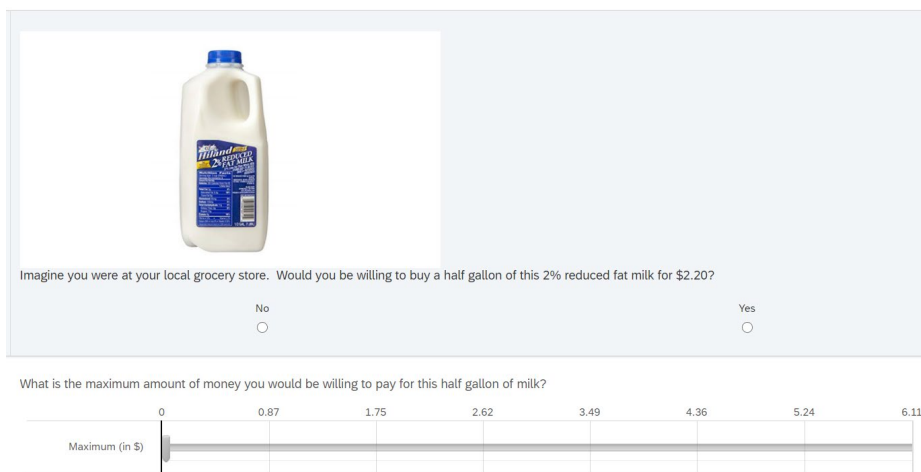 Hiland
2% REDUCED
FAT MILK
Nutrition Facts
Imagine you were at your local grocery store.  Would you be willing to buy a half gallon of this 2% reduced fat milk for $2.20?
No Yes
What is the maximum amount of money you would be willing to pay for this half gallon of milk?
0 0.87 1.75 2.62 3.49 4.36 5.24 6.11
Maximum (in $)